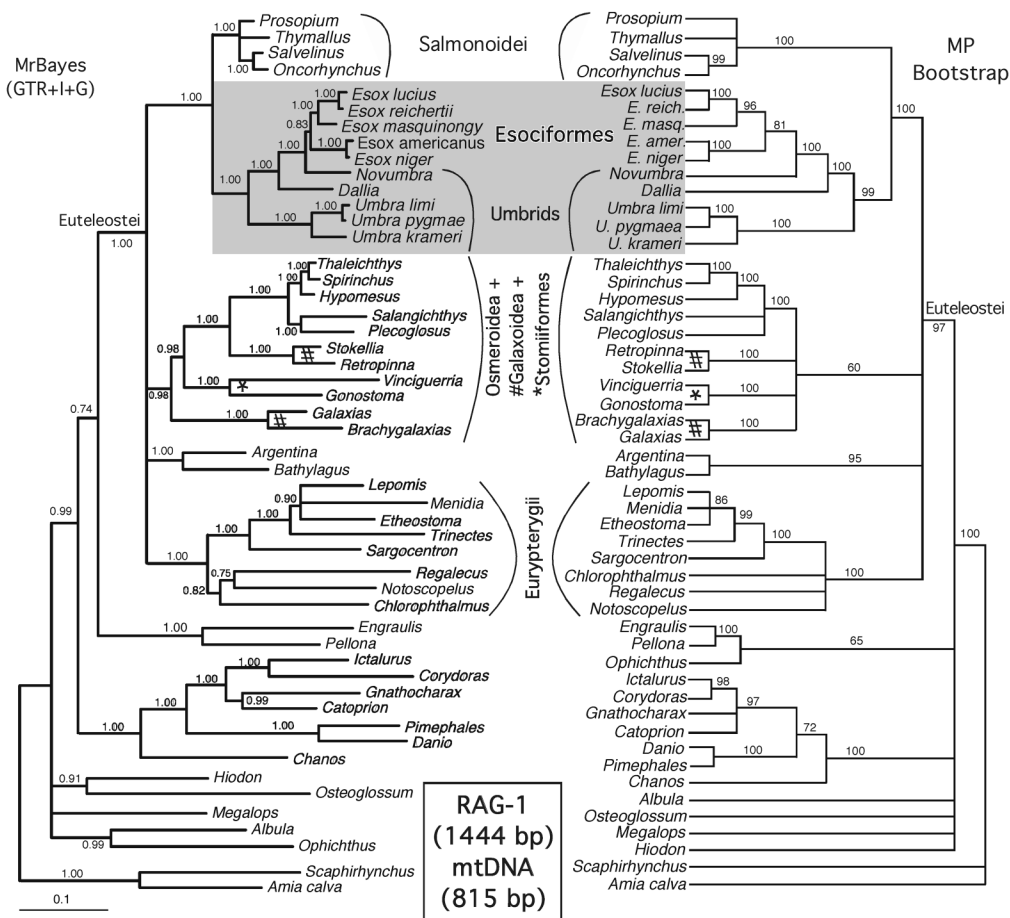 MrBayes
(GTR+I+G)
MP
Bootstrap
Salmonoidei
Esociformes
Umbrids
Osmeroidea +
#Galaxoidea +
*Stomiiformes
Eurypterygii
Euteleostei
1.00
Prosopium
Thymallus
Salvelinus
Oncorhynchus
1.00
1.00
1.00
Esox lucius
Esox reichertii
Esox masquinongy
Esox americanus
Esox niger
Novumbra
Dallia
Umbra limi
Umbra pygmae
Umbra krameri
1.00
1.00
0.83
1.00
1.00
1.00
1.00
1.00
1.00
Thaleichthys
Spirinchus
Hypomesus
Salangichthys
Plecoglosus
Stokellia
Retropinna
Vinciguerria
Gonostoma
Galaxias
Brachygalaxias
1.00
1.00
1.00
1.00
1.00
1.00
#
0.98
1.00
*
0.98
1.00
#
0.74
Argentina
Bathylagus
1.00
Lepomis
Menidia
Etheostoma
Trinectes
Sargocentron
Regalecus
Notoscopelus
Chlorophthalmus
0.90
1.00
1.00
1.00
0.75
0.82
0.99
Engraulis
Pellona
1.00
Ictalurus
Corydoras
Gnathocharax
Catoprion
Pimephales
Danio
Chanos
1.00
1.00
0.99
1.00
1.00
1.00
Hiodon
Osteoglossum
Megalops
Albula
Ophichthus
0.91
0.99
Scaphirhynchus
Amia calva
1.00
0.1
RAG-1
(1444 bp)
mtDNA
(815 bp)
Prosopium
Thymallus
Salvelinus
Oncorhynchus
100
99
100
Esox lucius
E. reich.
E. masq.
E. amer.
E. niger
Novumbra
Dallia
Umbra limi
U. pygmaea
U. krameri
100
96
81
100
100
100
100
99
100
100
Thaleichthys
Spirinchus
Hypomesus
Salangichthys
Plecoglosus
Retropinna
Stokellia
Vinciguerria
Gonostoma
Brachygalaxias
Galaxias
100
100
100
#
100
*
100
#
100
60
Euteleostei
97
Argentina
Bathylagus
95
Lepomis
Menidia
Etheostoma
Trinectes
Sargocentron
Chlorophthalmus
Regalecus
Notoscopelus
86
99
100
100
100
Engraulis
Pellona
Ophichthus
100
65
Ictalurus
Corydoras
Gnathocharax
Catoprion
Danio
Pimephales
Chanos
98
97
72
100
100
Albula
Osteoglossum
Megalops
Hiodon
Scaphirhynchus
Amia calva